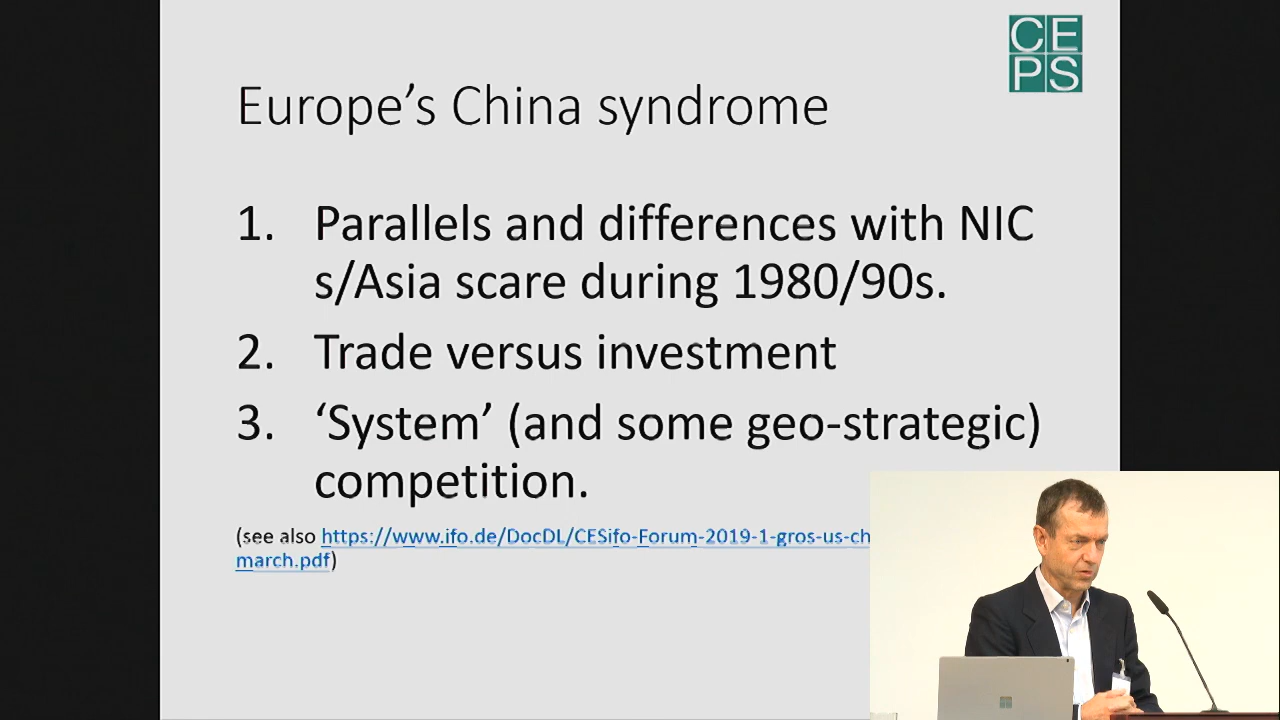 CE
PS
Europe’s China syndrome
1. Parallels and differences with NIC
s/Asia scare during 1980/90s.
2. Trade versus investment
3. ‘System’ (and some geo-strategic)
competition.
(see also https://www.ifo.de/DocDL/CESifo-Forum-2019-1-gros-us-ch
march.pdf)